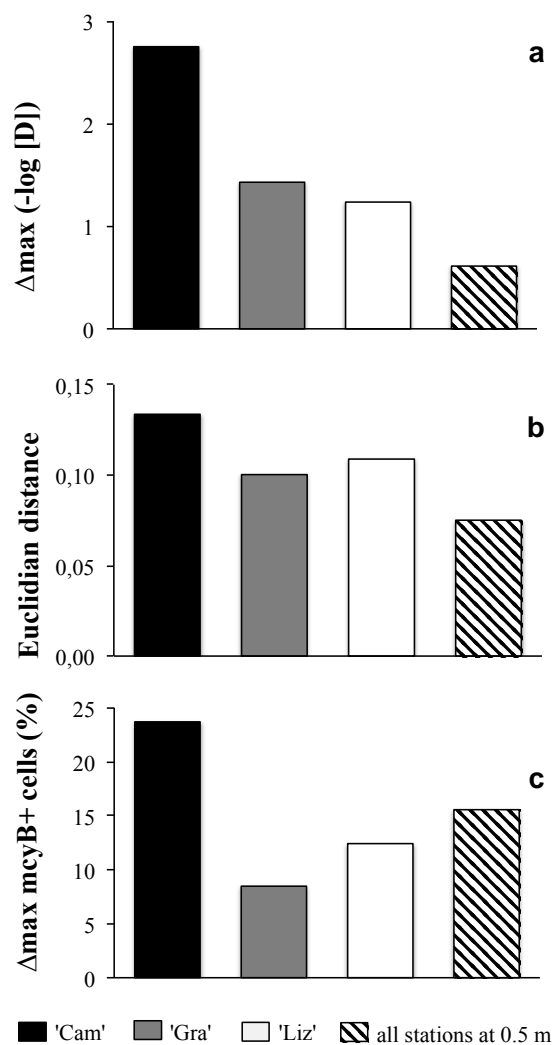 3
a
2
1
0
Δmax (-log [D])
0,15
b
0,10
0,05
0,00
Euclidian distance
25
20
c
15
10
5
0
Δmax mcyB+ cells (%)
'Cam' 'Gra' 'Liz' all stations at 0.5 m